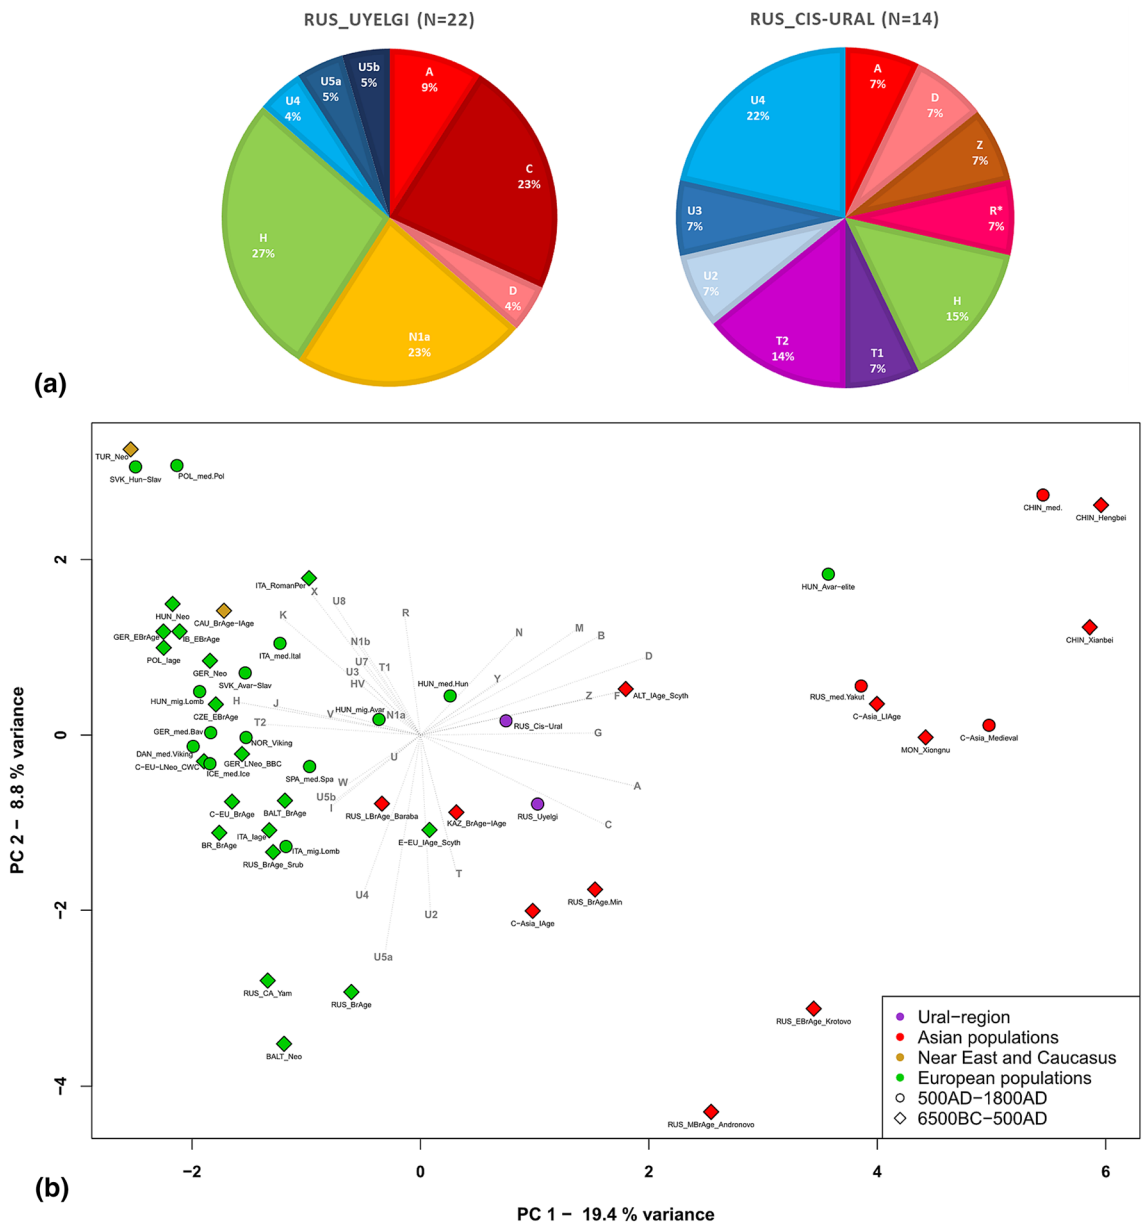 RUS_UYELGI (N=22)
RUS_CIS-URAL (N=14)
A
9%
C
23%
D
4%
N1a
23%
H
27%
U4
4%
U5a
5%
U5b
5%
A
7%
D
7%
Z
7%
R*
7%
H
15%
T1
7%
T2
14%
U2
7%
U3
7%
U4
22%
(a)
TUR_Neo
SVK_Hun-Slav
POL_med.Pol
CHIN_med.
CHIN_Hengbei
HUN_Avar-elite
CHIN_Xianbei
ITA_RomanPer
X
U8
K
R
N
M
B
D
HUN_Neo
CAU_BrAge-IAge
GER_EBrAge
IB_EBrAge
POL_Iage
ITA_med.Ital
N1b
U7
T1
U3
HV
Y
Z
F
GER_Neo
SVK_Avar-Slav
HUN_med.Hun
ALT_IAge_Scyth
RUS_med.Yakut
C-Asia_LIAge
HUN_mig.Lomb
H
J
V
T2
HUN_mig.Avar
N1a
CZE_EBrAge
RUS_Cis-Ural
G
C-Asia_Medieval
MON_Xiongnu
GER_med.Bav
NOR_Viking
DAN_med.Viking
GER_LNeo_BBC
C-EU-LNeo_CWC
ICE_med.Ice
SPA_med.Spa
U
W
U5b
I
A
C
C-EU_BrAge
BALT_BrAge
RUS_LBrAge_Baraba
KAZ_BrAge-IAge
RUS_Uyelgi
BR_BrAge
ITA_Iage
ITA_mig.Lomb
RUS_BrAge_Srub
E-EU_IAge_Scyth
T
U4
U2
U5a
RUS_BrAge.Min
C-Asia_IAge
RUS_CA_Yam
RUS_BrAge
BALT_Neo
RUS_EBrAge_Krotovo
RUS_MBrAge_Andronovo
Ural-region
Asian populations
Near East and Caucasus
European populations
500AD-1800AD
6500BC-500AD
2
0
-2
-4
PC 2 - 8.8 % variance
-2
0
2
4
6
PC 1 - 19.4 % variance
(b)